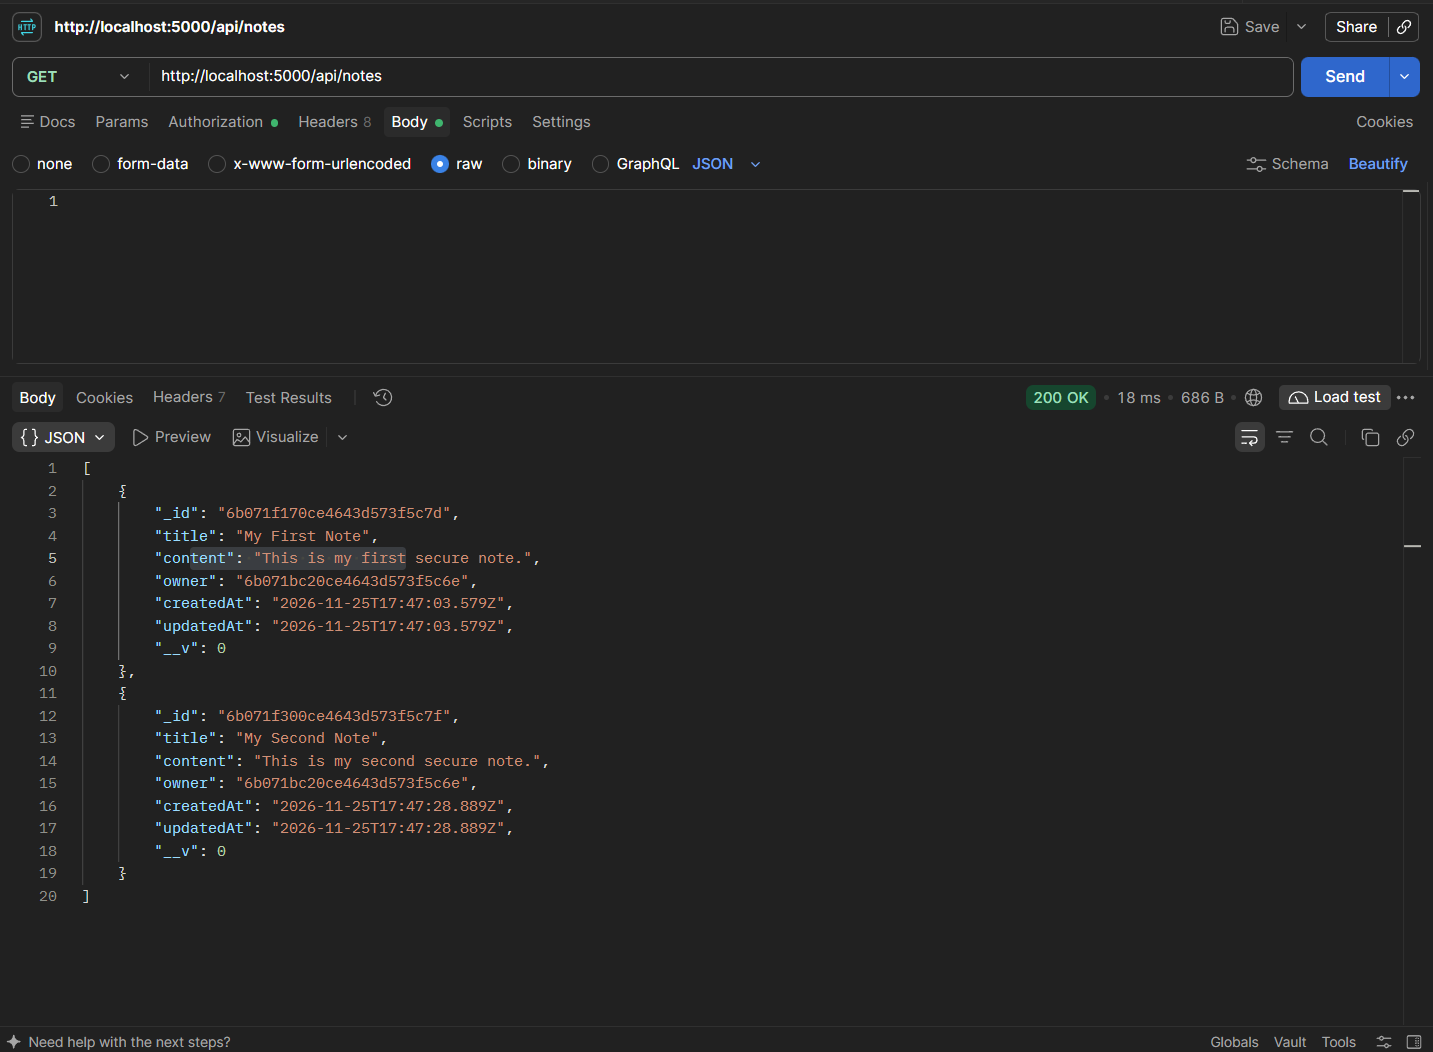 HTTP http://localhost:5000/api/notes Save Share
GET http://localhost:5000/api/notes Send
Docs Params Authorization Headers 8 Body Scripts Settings Cookies
none form-data x-www-form-urlencoded raw binary GraphQL JSON Schema Beautify
1
Body Cookies Headers 7 Test Results 200 OK • 18 ms • 686 B • Load test
{} JSON Preview Visualize
1 [
2 {
3 "_id": "6b071f170ce4643d573f5c7d",
4 "title": "My First Note",
5 "content": "This is my first secure note.",
6 "owner": "6b071bc20ce4643d573f5c6e",
7 "createdAt": "2026-11-25T17:47:03.579Z",
8 "updatedAt": "2026-11-25T17:47:03.579Z",
9 "__v": 0
10 },
11 {
12 "_id": "6b071f300ce4643d573f5c7f",
13 "title": "My Second Note",
14 "content": "This is my second secure note.",
15 "owner": "6b071bc20ce4643d573f5c6e",
16 "createdAt": "2026-11-25T17:47:28.889Z",
17 "updatedAt": "2026-11-25T17:47:28.889Z",
18 "__v": 0
19 }
20 ]
Need help with the next steps? Globals Vault Tools